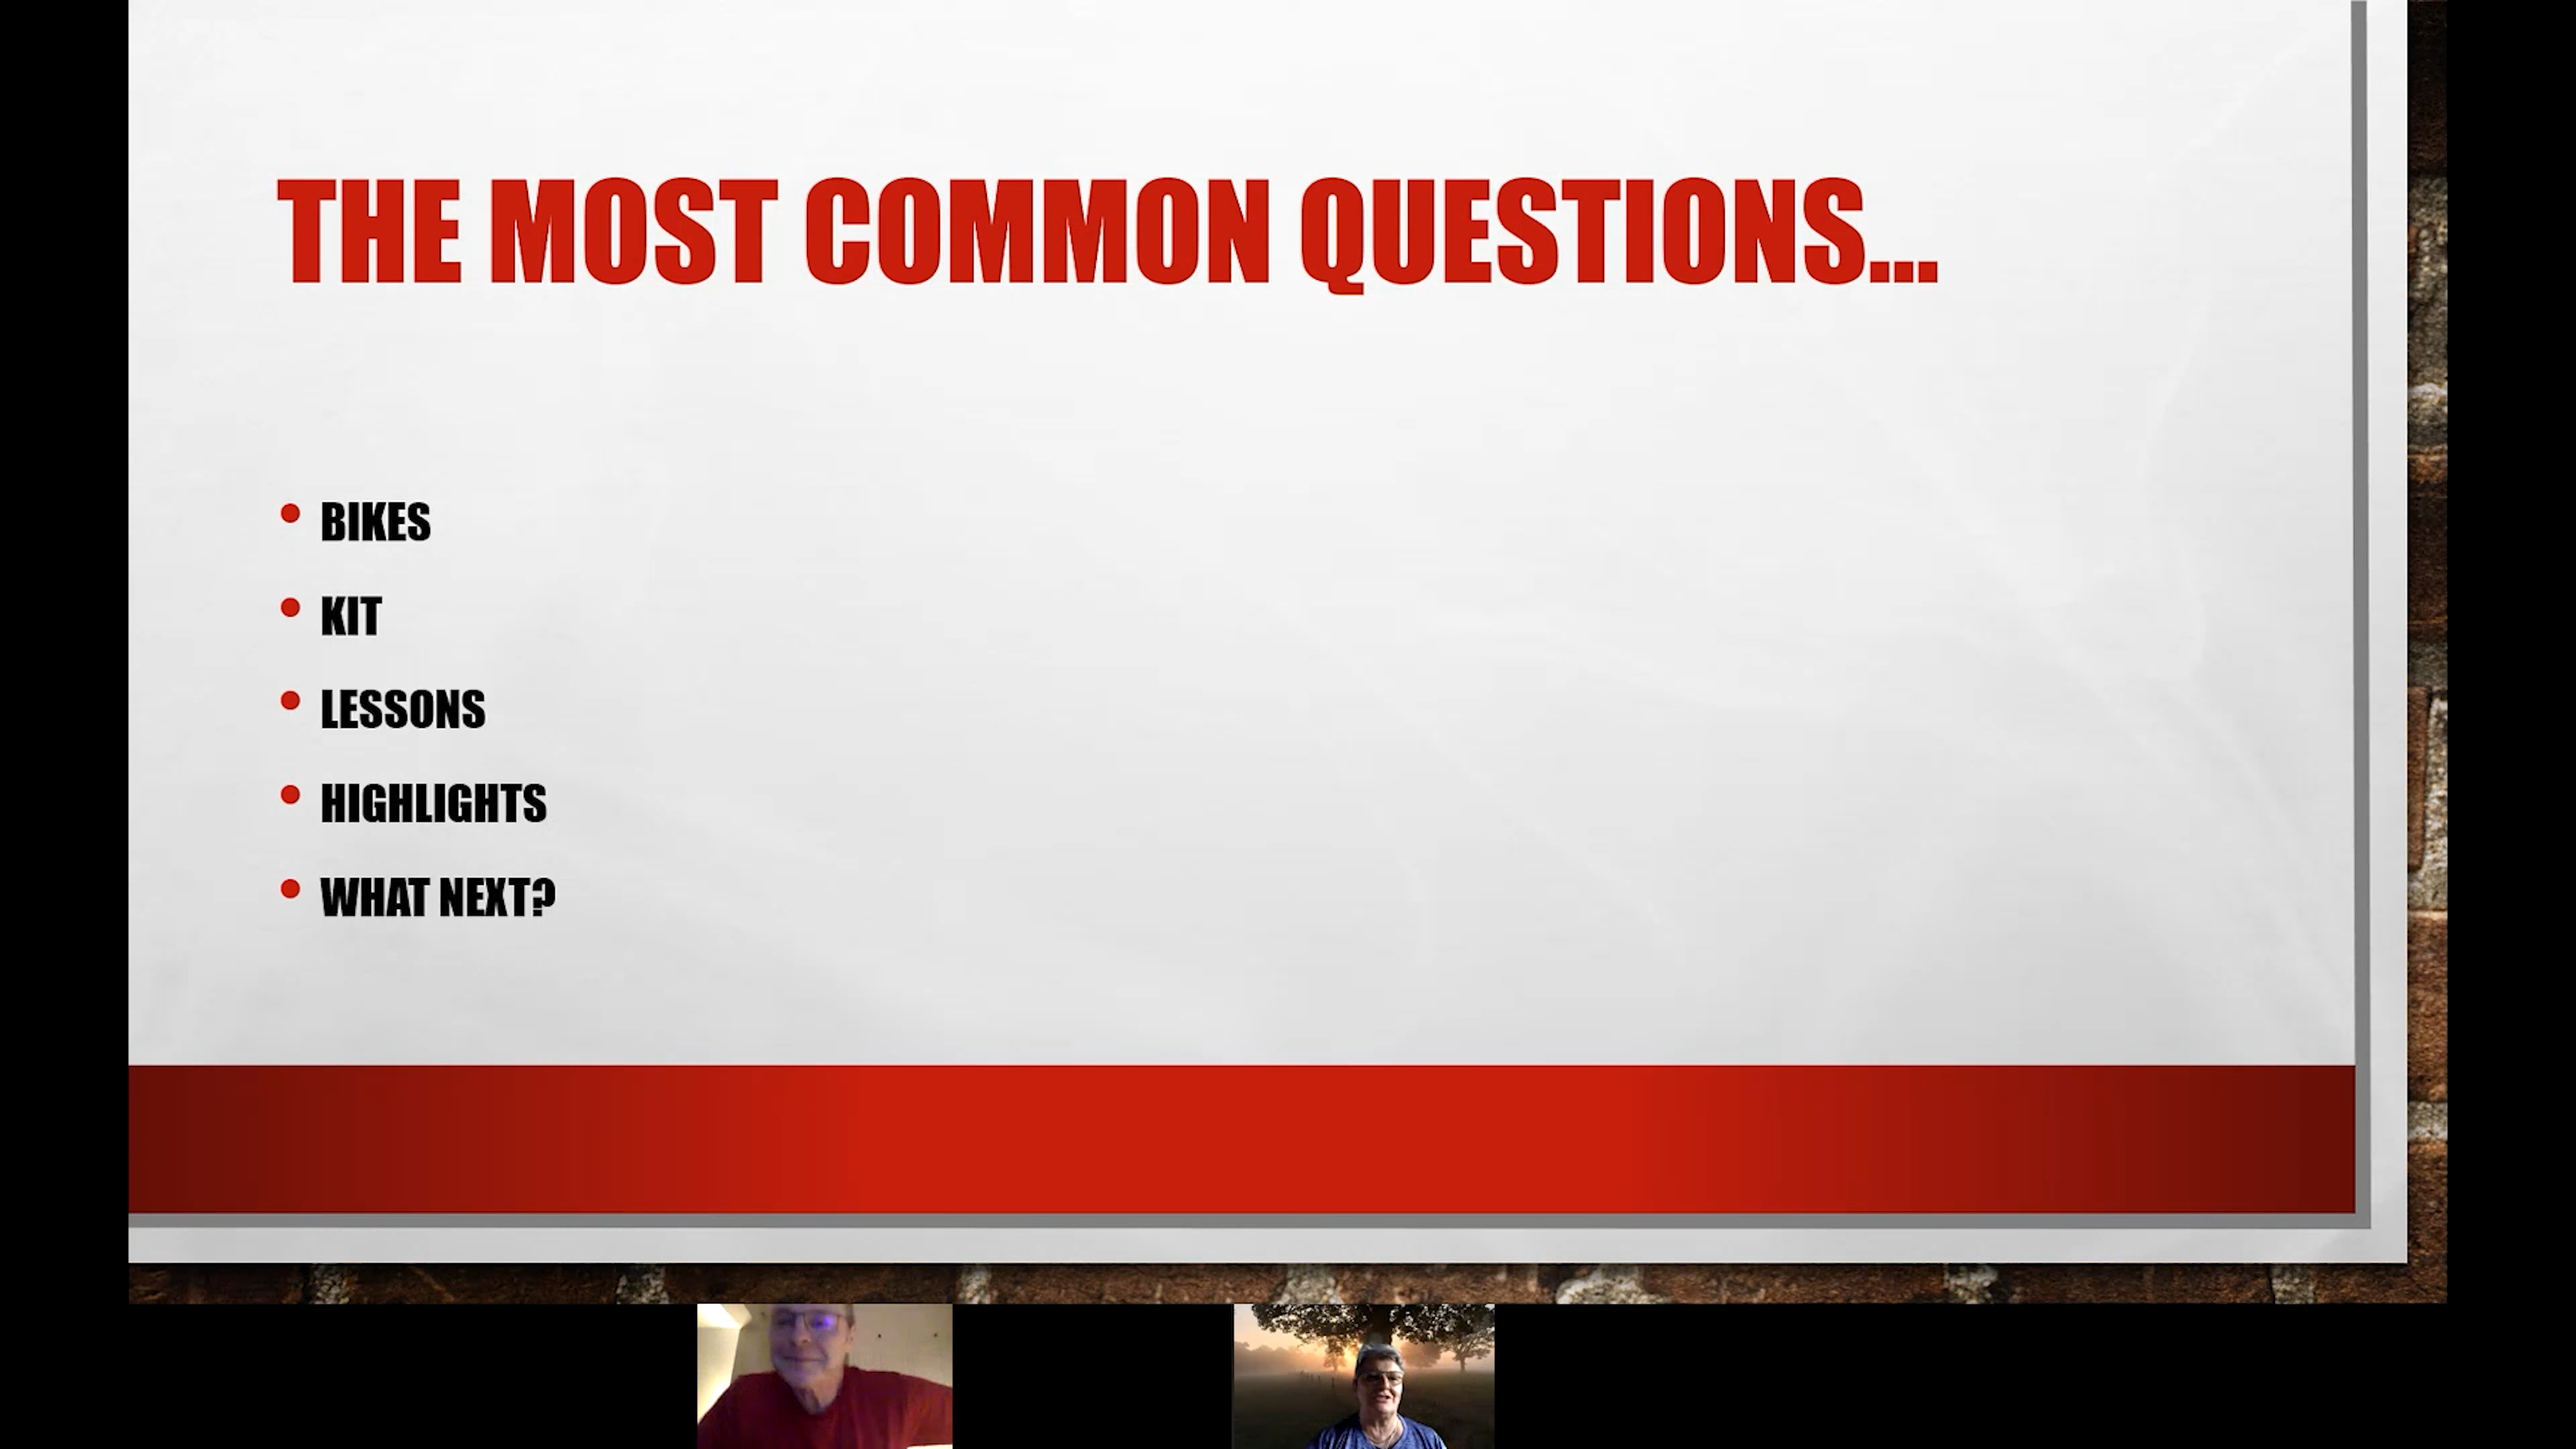 THE MOST COMMON QUESTIONS...
BIKES
KIT
LESSONS
HIGHLIGHTS
WHAT NEXT?